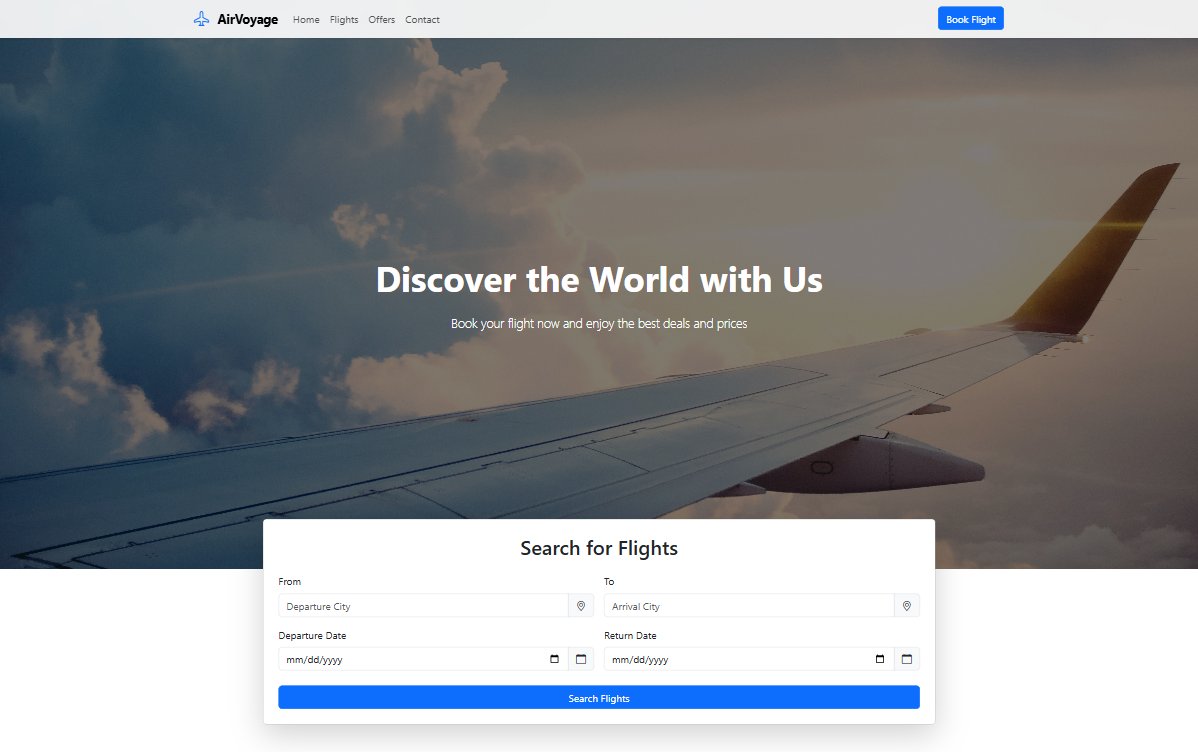 AirVoyage Home Flights Offers Contact Book Flight
Discover the World with Us
Book your flight now and enjoy the best deals and prices
Search for Flights
From To
Departure City Arrival City
Departure Date Return Date
mm/dd/yyyy mm/dd/yyyy
Search Flights